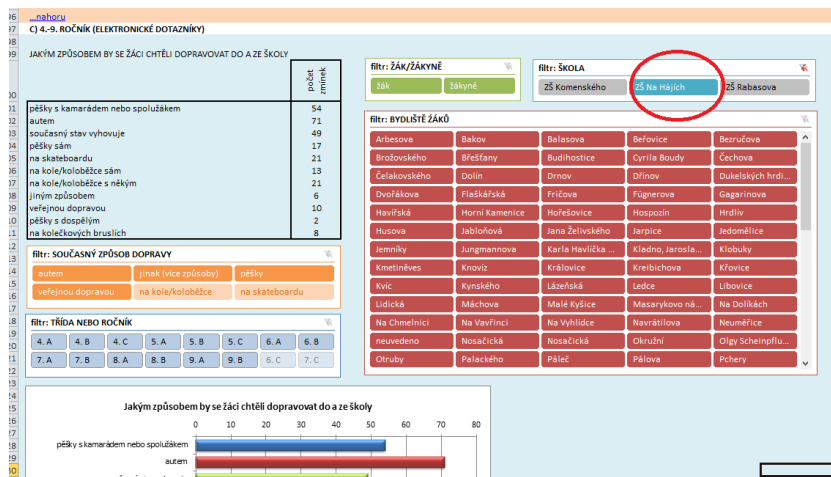 ...nahoru
C) 4.-9. ROČNÍK (ELEKTRONICKÉ DOTAZNÍKY)
JAKÝM ZPŮSOBEM BY SE ŽÁCI CHTĚLI DOPRAVOVAT DO A ZE ŠKOLY
počet zmínek
pěšky s kamarádem nebo spolužákem 54
autem 71
současný stav vyhovuje 49
pěšky sám 17
na skateboardu 21
na kole/koloběžce sám 13
na kole/koloběžce s někým 21
jiným způsobem 6
veřejnou dopravou 10
pěšky s dospělým 2
na kolečkových bruslích 8
filtr: SOUČASNÝ ZPŮSOB DOPRAVY
autem jinak (více způsoby) pěšky
veřejnou dopravou na kole/koloběžce na skateboardu
filtr: TŘÍDA NEBO ROČNÍK
4. A 4. B 4. C 5. A 5. B 5. C 6. A 6. B
7. A 7. B 8. A 8. B 9. A 9. B 6. C 7. C
filtr: ŽÁK/ŽÁKYNĚ
žák žákyně
filtr: ŠKOLA
ZŠ Komenského ZŠ Na Hájích ZŠ Rabasova
filtr: BYDLIŠTĚ ŽÁKŮ
Arbesova Bakov Balasova Beřovice Bezručova
Brožovského Břešťany Budihostice Cyrila Boudy Čechova
Čelakovského Dolín Drnov Dřínov Dukelských hrdi...
Dvořákova Flaškářská Fričova Fügnerova Gagarinova
Havířská Horní Kamenice Hořešovice Hospozín Hrdlív
Husova Jabloňová Jana Želivského Jarpice Jedomělice
Jemníky Jungmannova Karla Havlíčka ... Kladno, Jarosla... Klobuky
Kmetiněves Knovíz Královice Kreibichova Křovice
Kvíc Kynského Lázeňská Ledce Libovice
Lidická Máchova Malé Kyšice Masarykovo ná... Na Dolíkách
Na Chmelnici Na Vavřinci Na Vyhlídce Navrátilova Neuměřice
neuvedeno Nosačická Nosačická Okružní Olgy Scheinpflu...
Otruby Palackého Páleč Pálova Pchery
Jakým způsobem by se žáci chtěli dopravovat do a ze školy
0 10 20 30 40 50 60 70 80
pěšky s kamarádem nebo spolužákem
autem